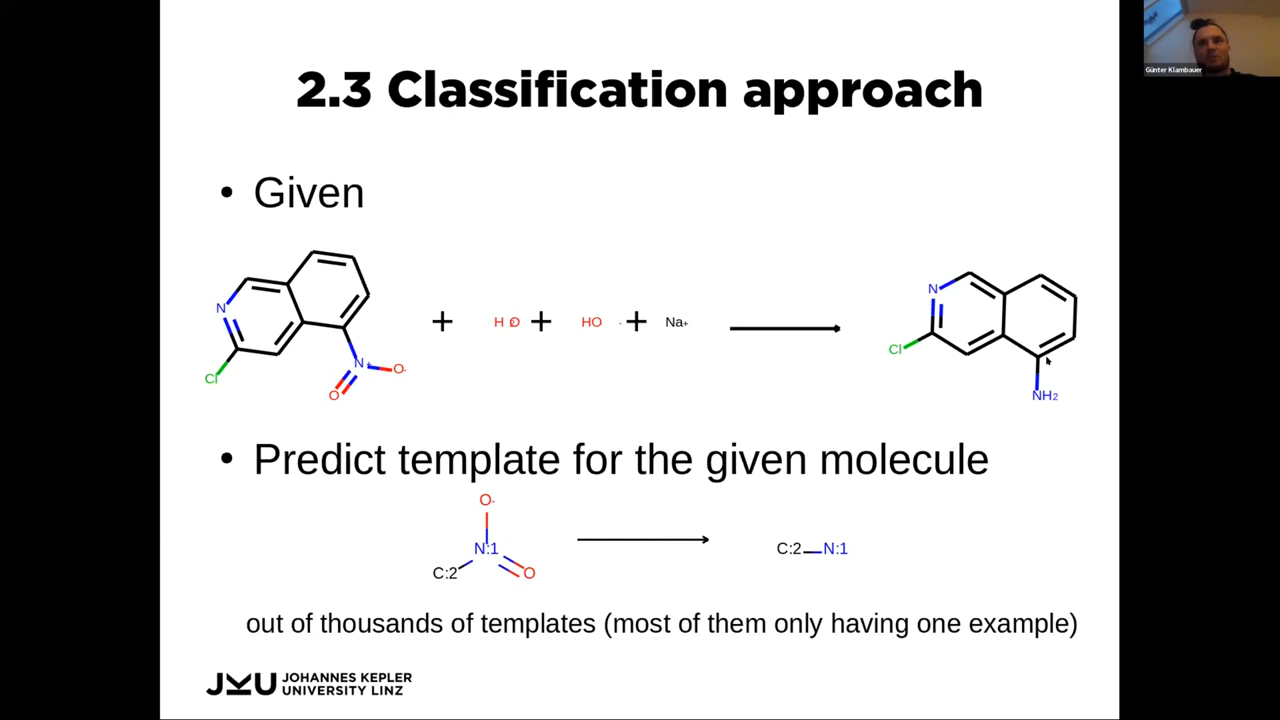 Günter Klambauer
2.3 Classification approach
• Given
N
Cl
N+
O-
O
+ H2O + HO- + Na+
N
Cl
NH2
• Predict template for the given molecule
O-
N:1
C:2
O
C:2
N:1
out of thousands of templates (most of them only having one example)
JKU JOHANNES KEPLER
UNIVERSITY LINZ